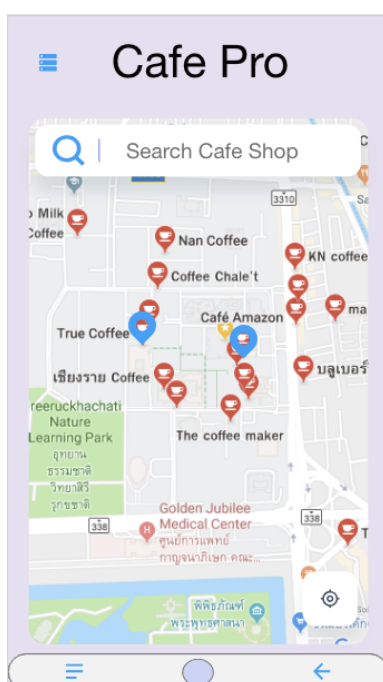 Cafe Pro
Search Cafe Shop
3310
Milk
Coffee
Nan Coffee
KN coffee
Coffee Chale't
Café Amazon
ma
True Coffee
บลูเบอร์
เชียงราย Coffee
reeruckhachati
Nature
Learning Park
อุทยาน
ธรรมชาติ
วิทยาสิรี
รุกขชาติ
The coffee maker
338
Golden Jubilee
Medical Center
ศูนย์การแพทย์
กาญจนาภิเษก คณะ...
338
พิพิธภัณฑ์
พระพุทธศาสนา